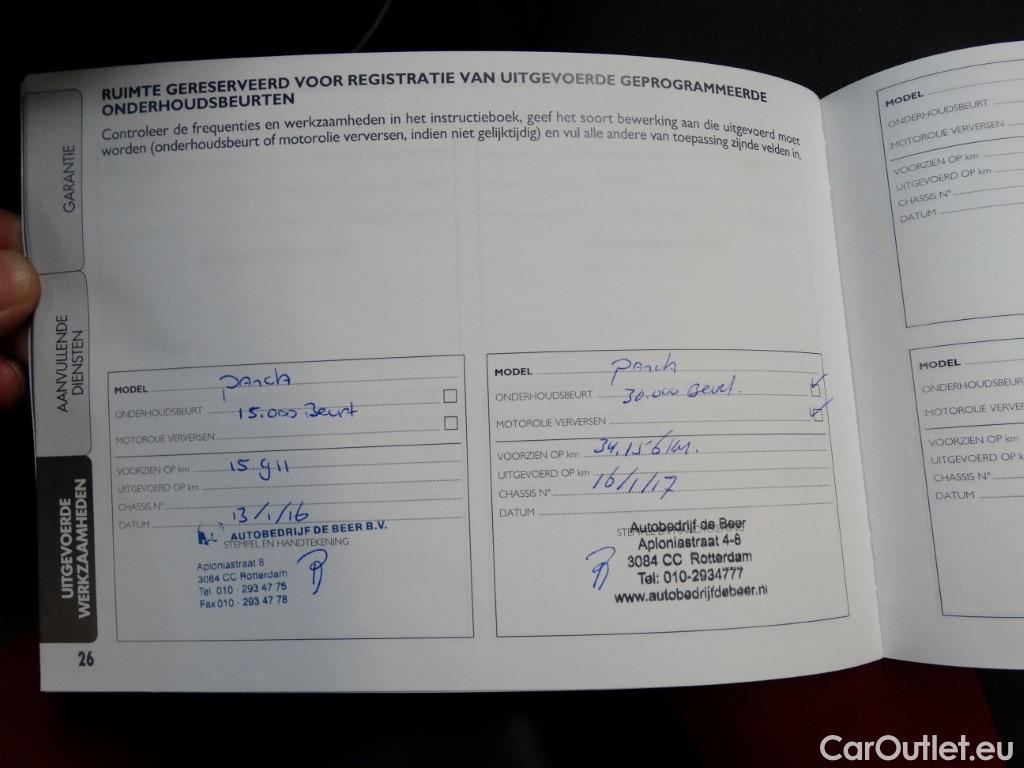 RUIMTE GERESERVEERD VOOR REGISTRATIE VAN UITGEVOERDE GEPROGRAMMEERDE
ONDERHOUDSBEURTEN
Controleer de frequenties en werkzaamheden in het instructieboek, geef het soort bewerking aan die uitgevoerd moet
worden (onderhoudsbeurt of motorolie verversen, indien niet gelijktijdig) en vul alle andere van toepassing zijnde velden in.
GARANTIE
AANVULLENDE
DIENSTEN
UITGEVOERDE
WERKZAAMHEDEN
MODEL Panda
ONDERHOUDSBEURT 15.000 Beurt
MOTOROLIE VERVERSEN
VOORZIEN OP km 15.911
UITGEVOERD OP km
CHASSIS N°
DATUM 13/1/16
AUTOBEDRIJF DE BEER B.V.
STEMPEL EN HANDTEKENING
Aploniastraat 8
3084 CC Rotterdam
Tel 010 - 293 47 76
Fax 010 - 293 47 78
MODEL Panda
ONDERHOUDSBEURT 30.000 Beurt.
MOTOROLIE VERVERSEN
VOORZIEN OP km 34.156 km.
UITGEVOERD OP km
CHASSIS N° 16/1/17
DATUM
Autobedrijf de Beer
Aploniastraat 4-8
3084 CC Rotterdam
Tel: 010-2934777
www.autobedrijfdebeer.nl
26
MODEL
ONDERHOUDSBEURT
MOTOROLIE VERVERSEN
VOORZIEN OP km
UITGEVOERD OP km
CHASSIS N°
DATUM
MODEL
VOORZIEN OP km
DATUM
CarOutlet.eu